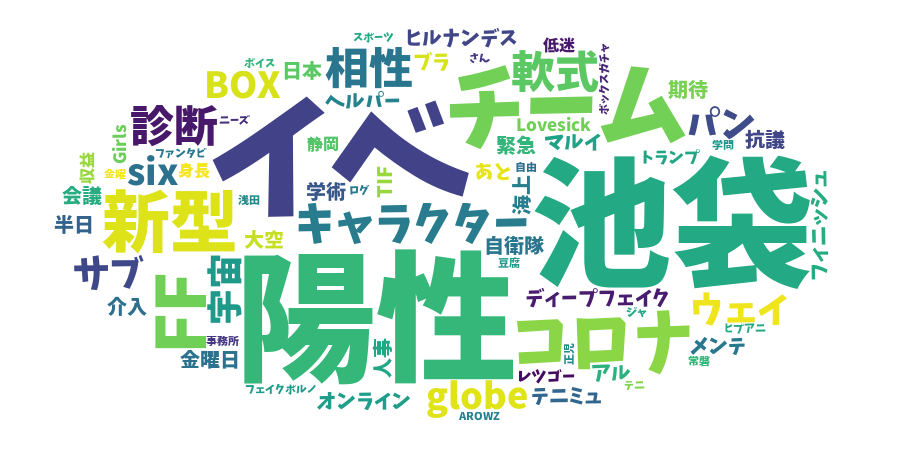 スポーツ
ヒルナンデス
低迷
ボックスガチャ
ボイス
日本
相性
ブラ
さん
軟式
チーム
期待
BOX
ヘルパー
イベ
Lovesick
診断
ニーズ
パン
抗議
Girls
静岡
緊急
マルイ
学問
ファンタビ
トランプ
収益
金曜
six
身長
TIF
あと
自由
池袋
会議
学術
ログ
海上
フィニッシュ
新型
浅田
半日
キャラクター
大空
自衛隊
豆腐
サブ
宇宙
陽性
介入
FF
ディープフェイク
ウェイ
ジャ
ヒプアニ
コロナ
事務所
人事
正児
メンテ
金曜日
常磐
レツゴー
アル
テニ
フェイクポルノ
オンライン
globe
テニミュ
AROWZ